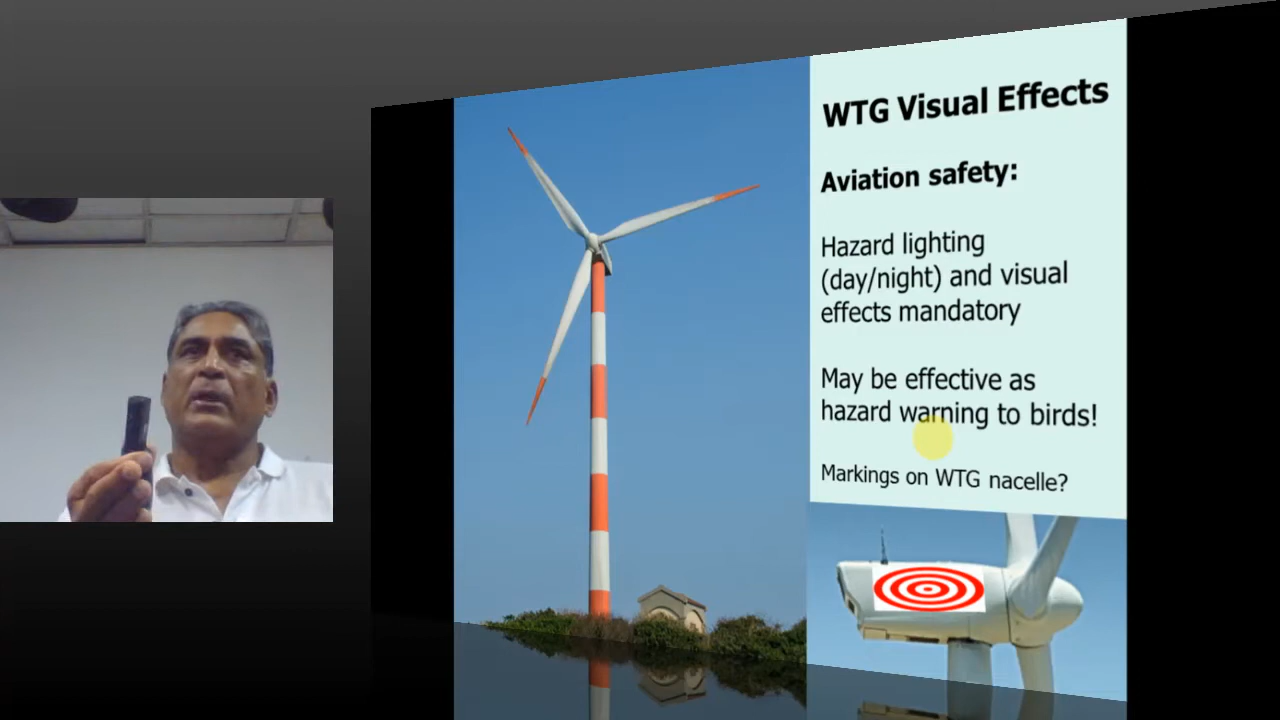 WTG Visual Effects
Aviation safety:
Hazard lighting
(day/night) and visual
effects mandatory
May be effective as
hazard warning to birds!
Markings on WTG nacelle?